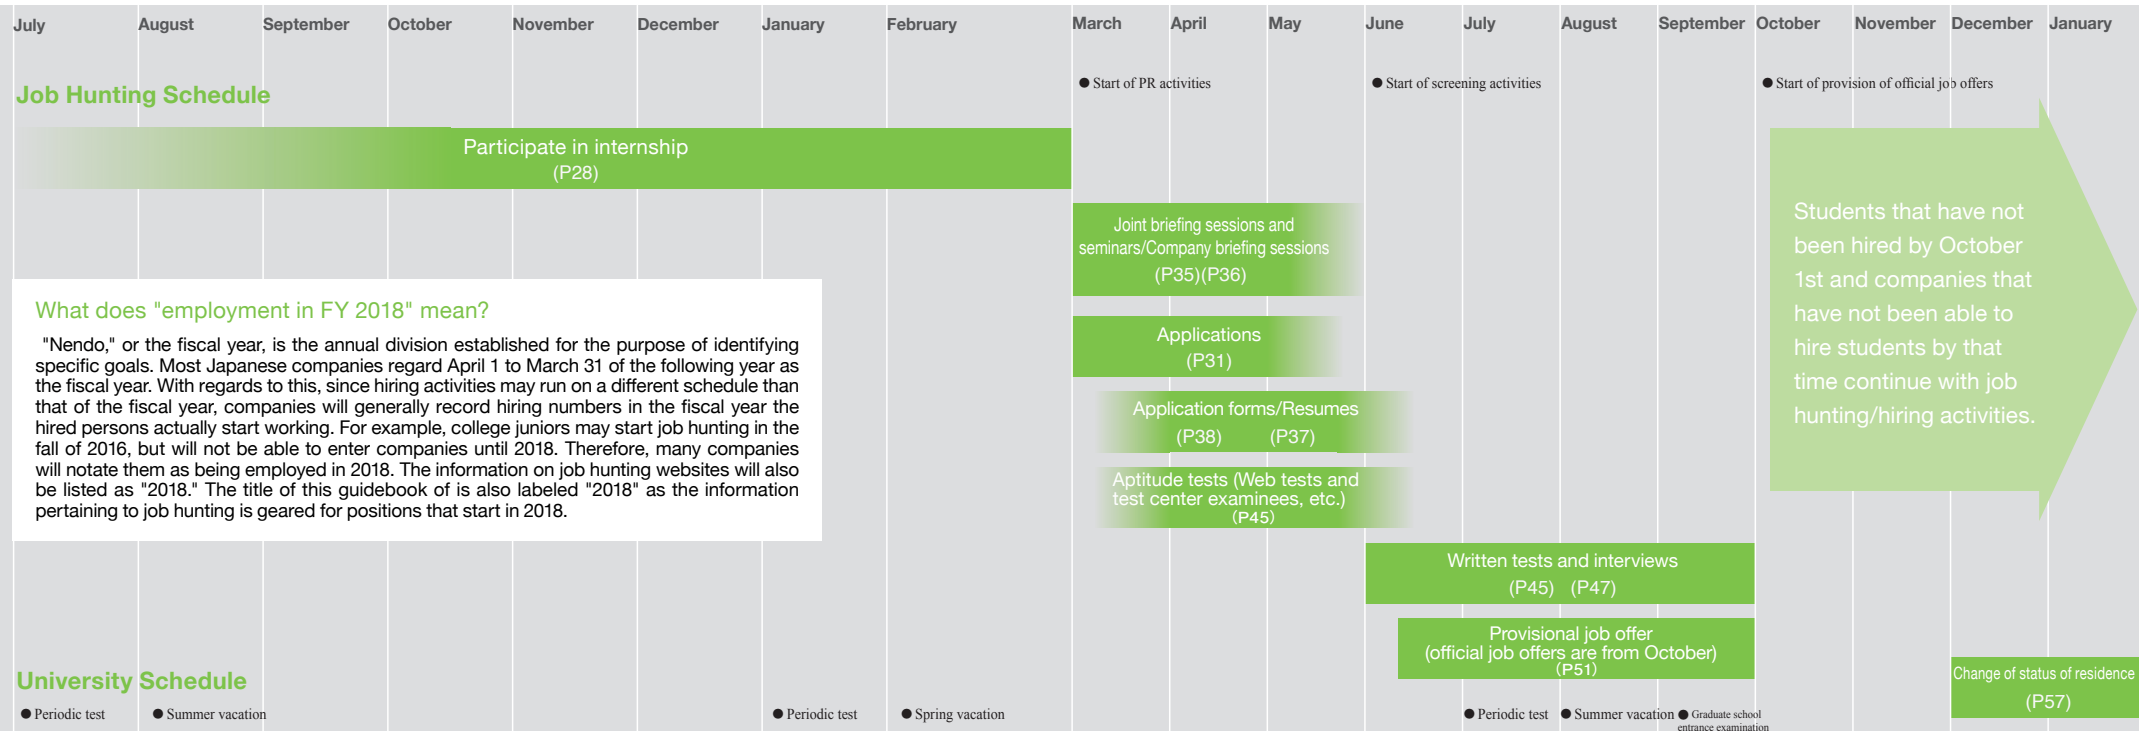 July August September October November December January February March April May June July August September October November December January
● Start of PR activities ● Start of screening activities ● Start of provision of official job offers
Job Hunting Schedule
Participate in internship
(P28)
Joint briefing sessions and
seminars/Company briefing sessions
(P35)(P36)
Applications
(P31)
Application forms/Resumes
(P38) (P37)
Aptitude tests (Web tests and
test center examinees, etc.)
(P45)
Written tests and interviews
(P45) (P47)
Provisional job offer
(official job offers are from October)
(P51)
Students that have not
been hired by October
1st and companies that
have not been able to
hire students by that
time continue with job
hunting/hiring activities.
What does "employment in FY 2018" mean?
"Nendo," or the fiscal year, is the annual division established for the purpose of identifying
specific goals. Most Japanese companies regard April 1 to March 31 of the following year as
the fiscal year. With regards to this, since hiring activities may run on a different schedule than
that of the fiscal year, companies will generally record hiring numbers in the fiscal year the
hired persons actually start working. For example, college juniors may start job hunting in the
fall of 2016, but will not be able to enter companies until 2018. Therefore, many companies
will notate them as being employed in 2018. The information on job hunting websites will also
be listed as "2018." The title of this guidebook of is also labeled "2018" as the information
pertaining to job hunting is geared for positions that start in 2018.
Change of status of residence
(P57)
University Schedule
● Periodic test ● Summer vacation ● Periodic test ● Spring vacation ● Periodic test ● Summer vacation ● Graduate school
entrance examination